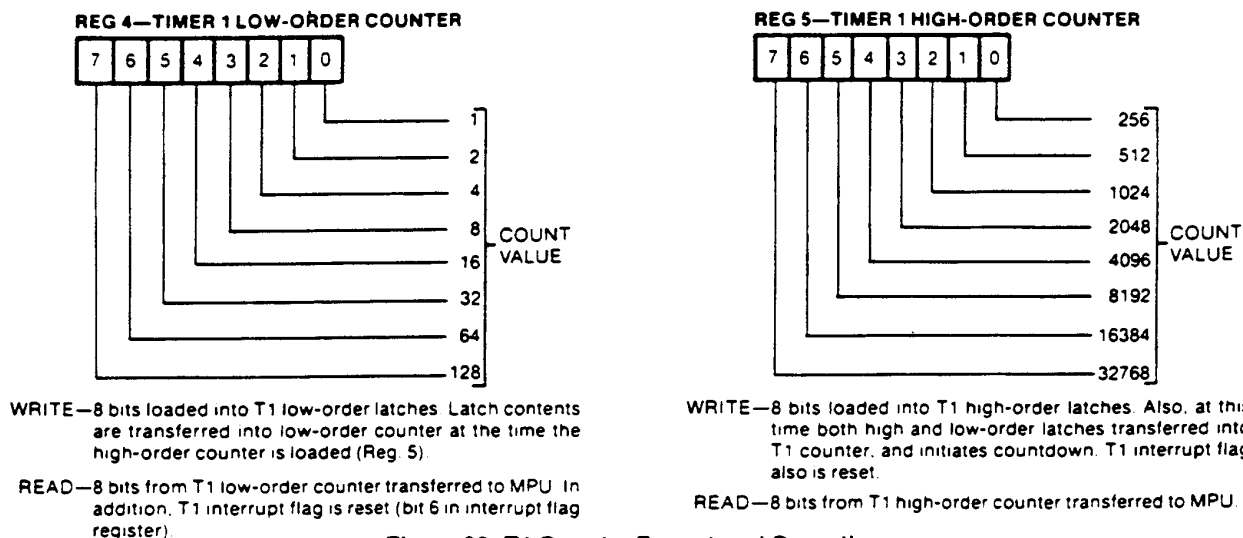 REG 4—TIMER 1 LOW-ORDER COUNTER
7 6 5 4 3 2 1 0
1
2
4
8
16
32
64
128
COUNT
VALUE
WRITE—8 bits loaded into T1 low-order latches. Latch contents
are transferred into low-order counter at the time the
high-order counter is loaded (Reg. 5).
READ—8 bits from T1 low-order counter transferred to MPU. In
addition, T1 interrupt flag is reset (bit 6 in interrupt flag
register).
REG 5—TIMER 1 HIGH-ORDER COUNTER
7 6 5 4 3 2 1 0
256
512
1024
2048
4096
8192
16384
32768
COUNT
VALUE
WRITE—8 bits loaded into T1 high-order latches. Also, at this
time both high and low-order latches transferred into
T1 counter, and initiates countdown. T1 interrupt flag
also is reset.
READ—8 bits from T1 high-order counter transferred to MPU.